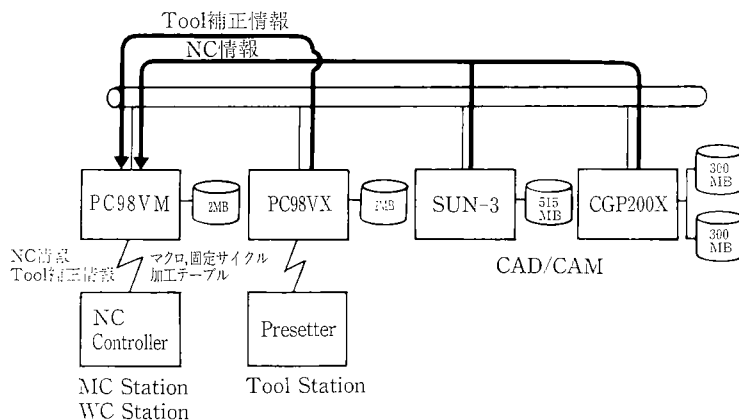 Tool補正情報
NC情報
PC98VM
2MB
PC98VX
SUN-3
515
MB
CGP200X
300
MB
300
MB
CAD/CAM
NC情報
Tool補正情報
マクロ,固定サイクル
加工テーブル
NC
Controller
Presetter
MC Station
WC Station
Tool Station